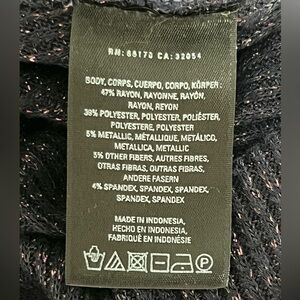 RN: 66170 CA: 32054
BODY, CORPS, CUERPO, CORPO, KÖRPER:
47% RAYON, RAYONNE, RAYÓN,
RAYON, REYON
39% POLYESTER, POLYESTER, POLIÉSTER,
POLYESTERE, POLYESTER
5% METALLIC, MÉTALLIQUE, METÁLICO,
METALLICA, METALLIC
5% OTHER FIBERS, AUTRES FIBRES,
OTRAS FIBRAS, OUTRAS FIBRAS,
ANDERE FASERN
4% SPANDEX, SPANDEX, SPANDEX,
SPANDEX, SPANDEX
MADE IN INDONESIA,
HECHO EN INDONESIA,
FABRIQUÉ EN INDONÉSIE